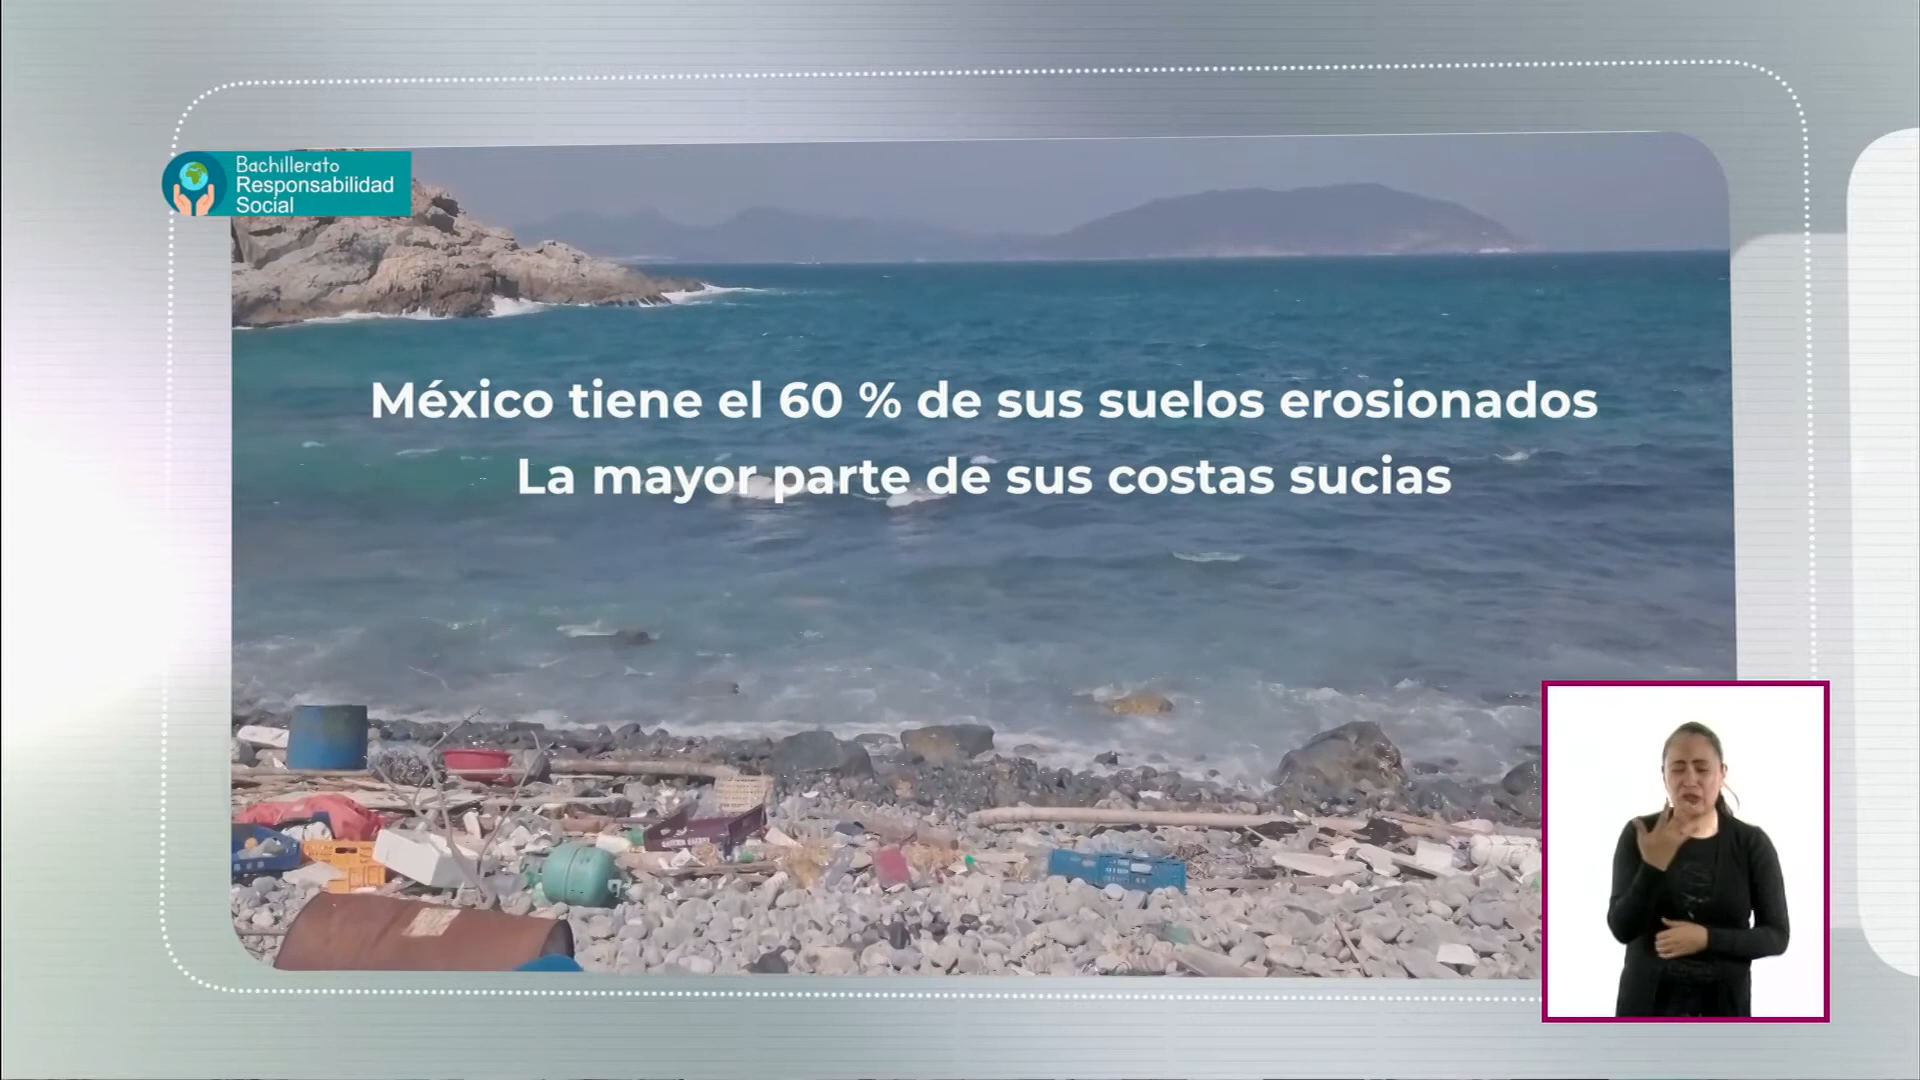 Bachillerato
Responsabilidad
Social
México tiene el 60 % de sus suelos erosionados
La mayor parte de sus costas sucias